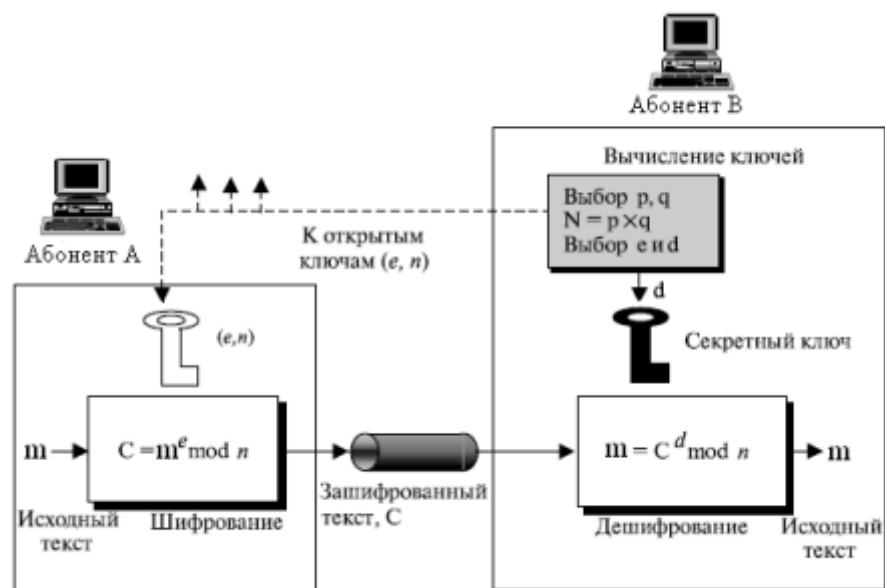 Абонент B
Вычисление ключей
Выбор p, q
N = p × q
Выбор e и d
Абонент A
К открытым
ключам (e, n)
d
(e,n)
Секретный ключ
m
C = m^e mod n
m = C^d mod n
m
Зашифрованный
текст, C
Исходный
текст
Шифрование
Дешифрование
Исходный
текст